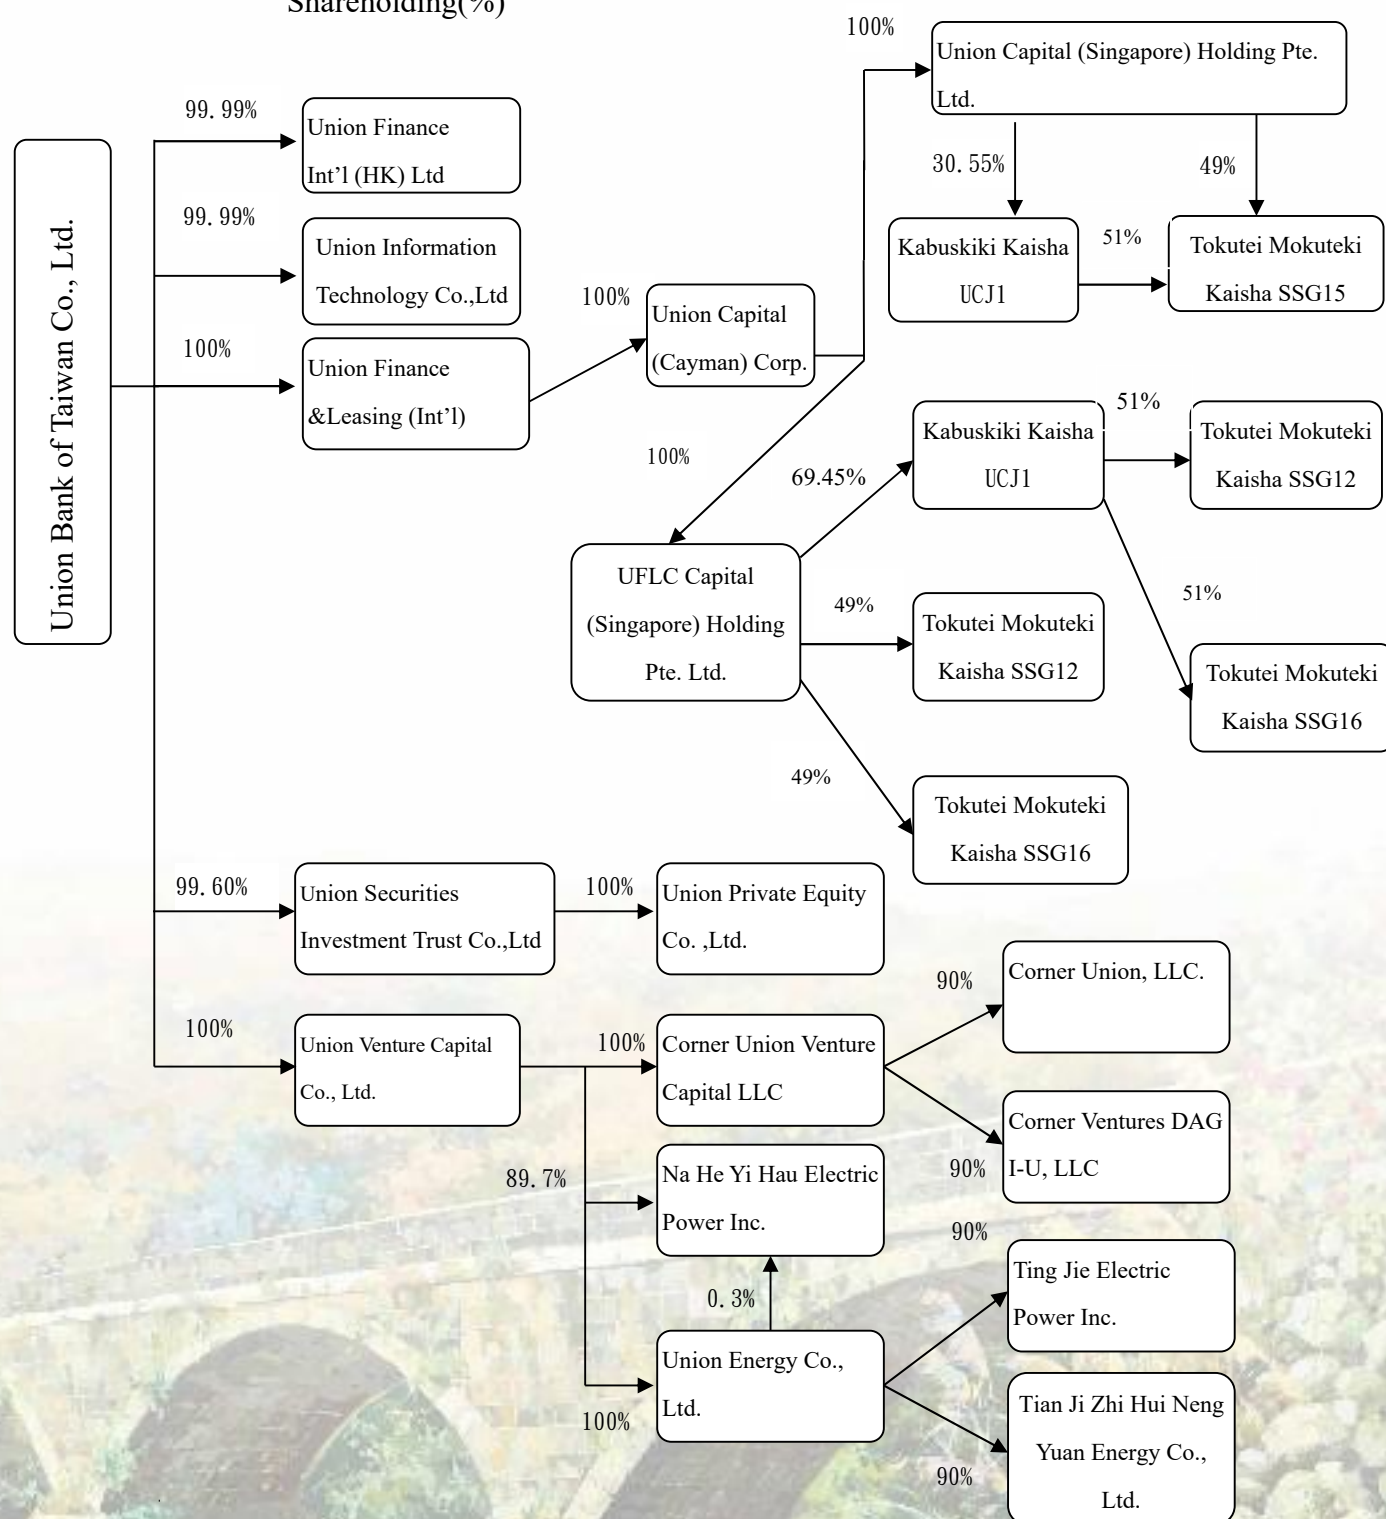 Shareholding(%)
100%
Union Capital (Singapore) Holding Pte.
Ltd.
99.99%
Union Finance
Int’l (HK) Ltd
30.55%
49%
99.99%
Union Information
Technology Co.,Ltd
Kabuskiki Kaisha
UCJ1
51%
Tokutei Mokuteki
Kaisha SSG15
Union Bank of Taiwan Co., Ltd.
100%
Union Finance
&Leasing (Int’l)
100%
Union Capital
(Cayman) Corp.
100%
69.45%
Kabuskiki Kaisha
UCJ1
51%
Tokutei Mokuteki
Kaisha SSG12
UFLC Capital
(Singapore) Holding
Pte. Ltd.
49%
Tokutei Mokuteki
Kaisha SSG12
51%
Tokutei Mokuteki
Kaisha SSG16
49%
Tokutei Mokuteki
Kaisha SSG16
99.60%
Union Securities
Investment Trust Co.,Ltd
100%
Union Private Equity
Co. ,Ltd.
100%
Union Venture Capital
Co., Ltd.
100%
Corner Union Venture
Capital LLC
90%
Corner Union, LLC.
90%
Corner Ventures DAG
I-U, LLC
89.7%
Na He Yi Hau Electric
Power Inc.
0.3%
100%
Union Energy Co.,
Ltd.
90%
Ting Jie Electric
Power Inc.
90%
Tian Ji Zhi Hui Neng
Yuan Energy Co.,
Ltd.